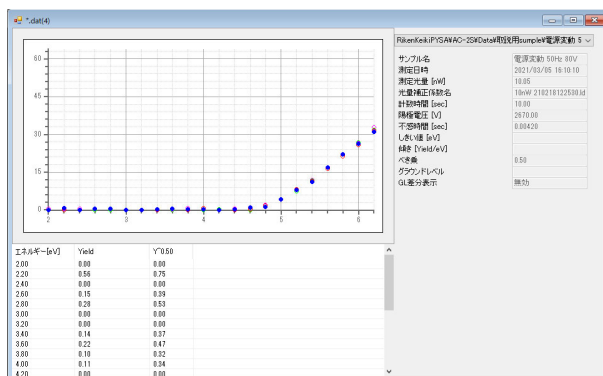 *.dat(4)
RikenKeikiPYSA¥AC-2S¥Data¥取説用sumple¥電源変動 5
60
45
30
15
0
2 3 4 5 6
サンプル名 電源変動 50Hz 80V
測定日時 2021/03/05 16:10:10
測定光量 [nW] 10.05
光量補正係数名 10nW 210218122530.ld
計数時間 [sec] 10.00
陽極電圧 [V] 2670.00
不感時間 [sec] 0.00420
しきい値 [eV]
傾き [Yield/eV]
べき乗 0.50
グラウンドレベル
GL差分表示 無効
エネルギー[eV] Yield Y^0.50
2.00 0.00 0.00
2.20 0.56 0.75
2.40 0.00 0.00
2.60 0.15 0.39
2.80 0.28 0.53
3.00 0.00 0.00
3.20 0.00 0.00
3.40 0.14 0.37
3.60 0.22 0.47
3.80 0.10 0.32
4.00 0.11 0.34
4.20 0.00 0.00